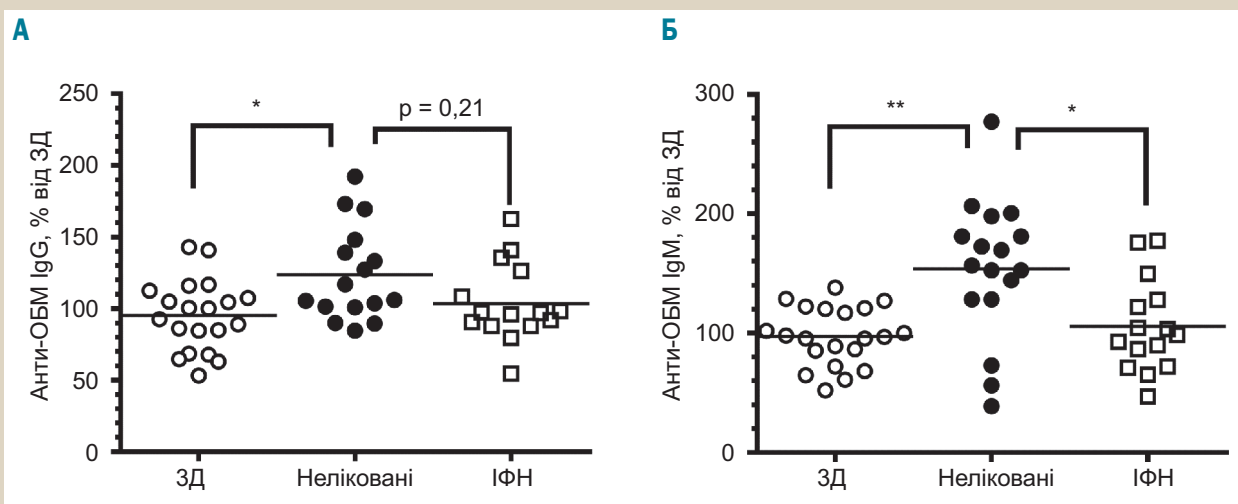 А
Анти-ОБМ IgG, % від ЗД
250
200
150
100
50
0
*
p = 0,21
ЗД
Неліковані
ІФН
Б
Анти-ОБМ IgM, % від ЗД
300
200
100
0
**
*
ЗД
Неліковані
ІФН